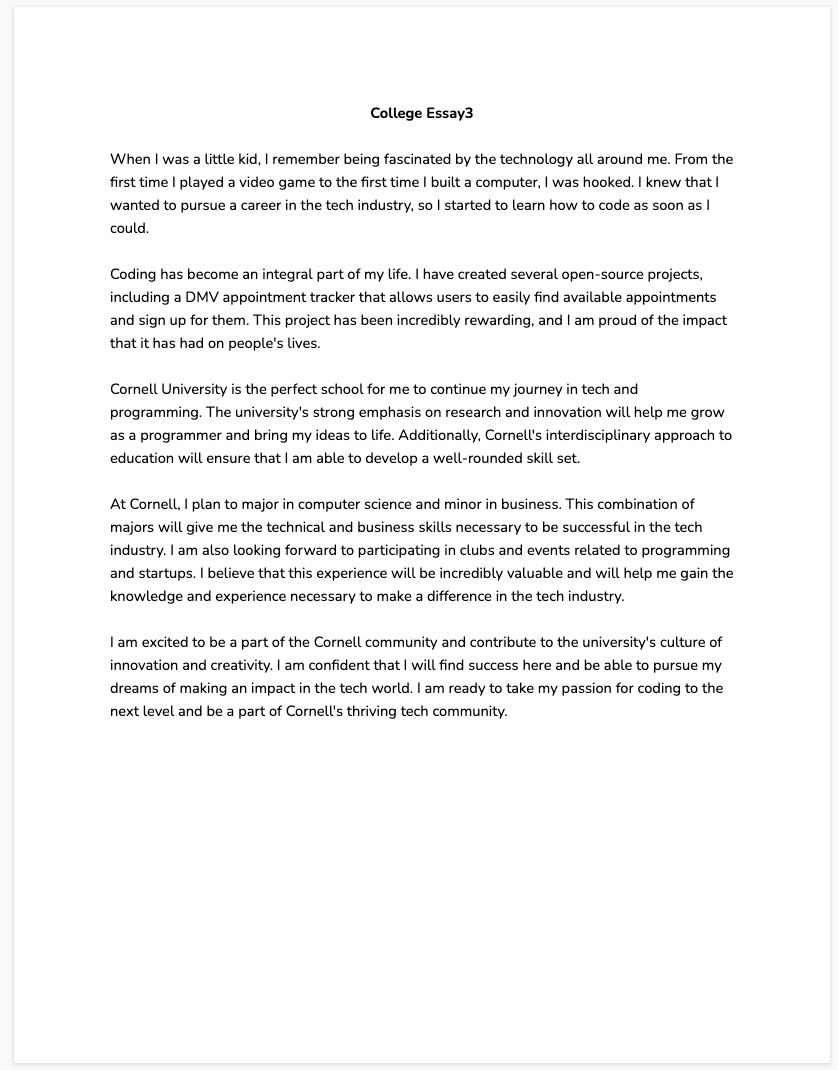 College Essay3
When I was a little kid, I remember being fascinated by the technology all around me. From the
first time I played a video game to the first time I built a computer, I was hooked. I knew that I
wanted to pursue a career in the tech industry, so I started to learn how to code as soon as I
could.
Coding has become an integral part of my life. I have created several open-source projects,
including a DMV appointment tracker that allows users to easily find available appointments
and sign up for them. This project has been incredibly rewarding, and I am proud of the impact
that it has had on people's lives.
Cornell University is the perfect school for me to continue my journey in tech and
programming. The university's strong emphasis on research and innovation will help me grow
as a programmer and bring my ideas to life. Additionally, Cornell's interdisciplinary approach to
education will ensure that I am able to develop a well-rounded skill set.
At Cornell, I plan to major in computer science and minor in business. This combination of
majors will give me the technical and business skills necessary to be successful in the tech
industry. I am also looking forward to participating in clubs and events related to programming
and startups. I believe that this experience will be incredibly valuable and will help me gain the
knowledge and experience necessary to make a difference in the tech industry.
I am excited to be a part of the Cornell community and contribute to the university's culture of
innovation and creativity. I am confident that I will find success here and be able to pursue my
dreams of making an impact in the tech world. I am ready to take my passion for coding to the
next level and be a part of Cornell's thriving tech community.